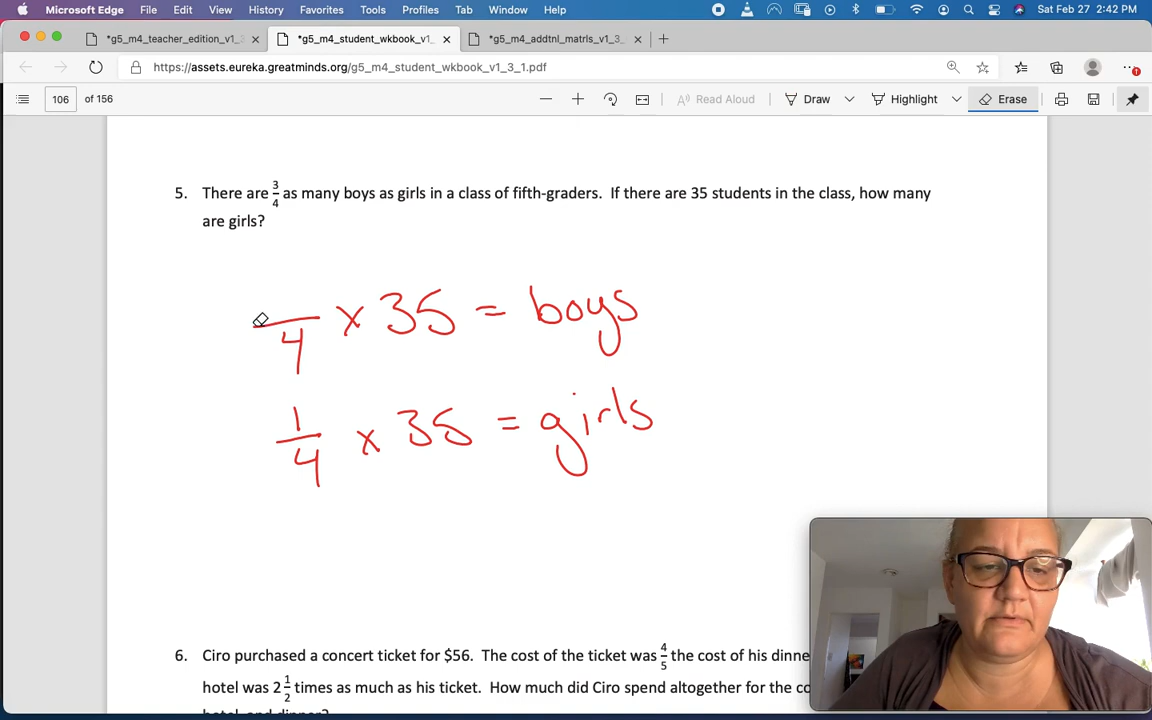 Microsoft Edge File Edit View History Favorites Tools Profiles Tab Window Help Sat Feb 27 2:42 PM
*g5_m4_teacher_edition_v1_3 *g5_m4_student_wkbook_v1_ *g5_m4_addtnl_matrls_v1_3_
https://assets.eureka.greatminds.org/g5_m4_student_wkbook_v1_3_1.pdf
106 of 156 Read Aloud Draw Highlight Erase
5. There are 3/4 as many boys as girls in a class of fifth-graders. If there are 35 students in the class, how many
are girls?
/4 x 35 = boys
1/4 x 35 = girls
6. Ciro purchased a concert ticket for $56. The cost of the ticket was 4/5 the cost of his dinne
hotel was 2 1/2 times as much as his ticket. How much did Ciro spend altogether for the co
hotel, and dinner?